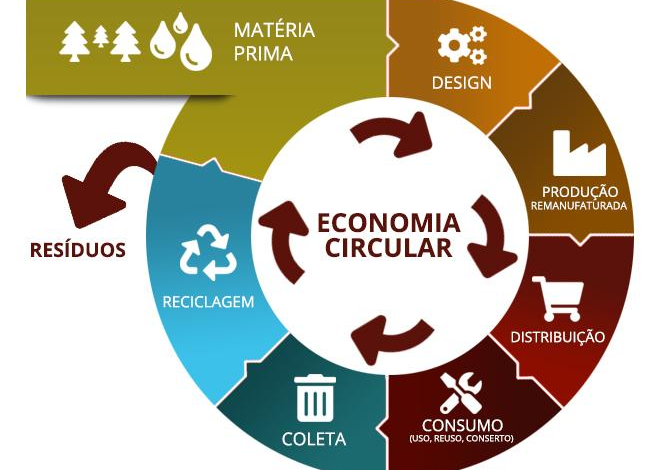 MATÉRIA
PRIMA
DESIGN
PRODUÇÃO
REMANUFATURADA
ECONOMIA
CIRCULAR
RESÍDUOS
RECICLAGEM
DISTRIBUIÇÃO
CONSUMO
(USO, REUSO, CONSERTO)
COLETA